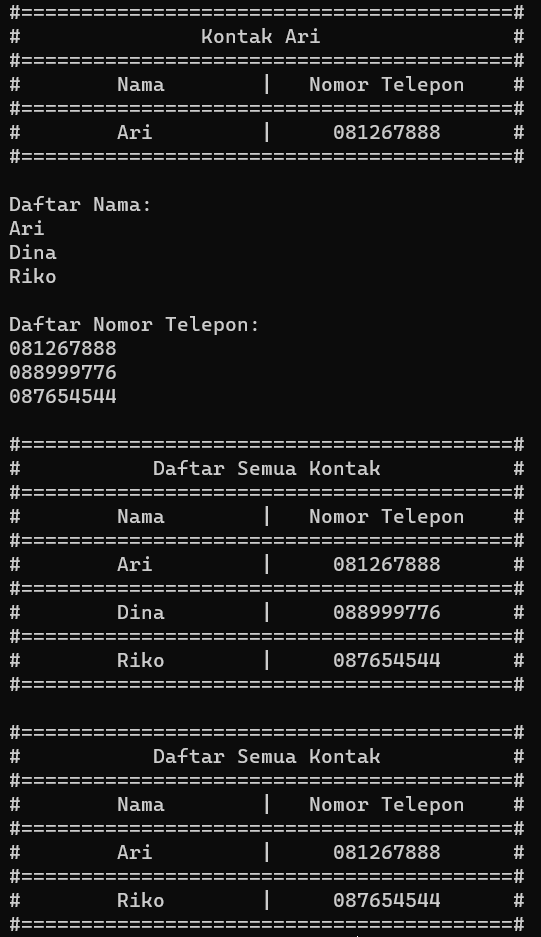 #=========================================#
#               Kontak Ari                #
#=========================================#
#        Nama        |   Nomor Telepon    #
#=========================================#
#        Ari         |     081267888      #
#=========================================#

Daftar Nama:
Ari
Dina
Riko

Daftar Nomor Telepon:
081267888
088999776
087654544

#=========================================#
#           Daftar Semua Kontak           #
#=========================================#
#        Nama        |   Nomor Telepon    #
#=========================================#
#        Ari         |     081267888      #
#=========================================#
#        Dina        |     088999776      #
#=========================================#
#        Riko        |     087654544      #
#=========================================#

#=========================================#
#           Daftar Semua Kontak           #
#=========================================#
#        Nama        |   Nomor Telepon    #
#=========================================#
#        Ari         |     081267888      #
#=========================================#
#        Riko        |     087654544      #
#=========================================#